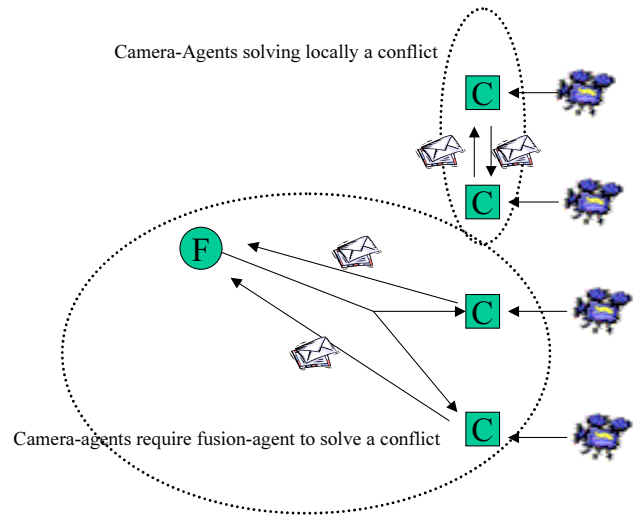 Camera-Agents solving locally a conflict
C
C
F
C
C
Camera-agents require fusion-agent to solve a conflict